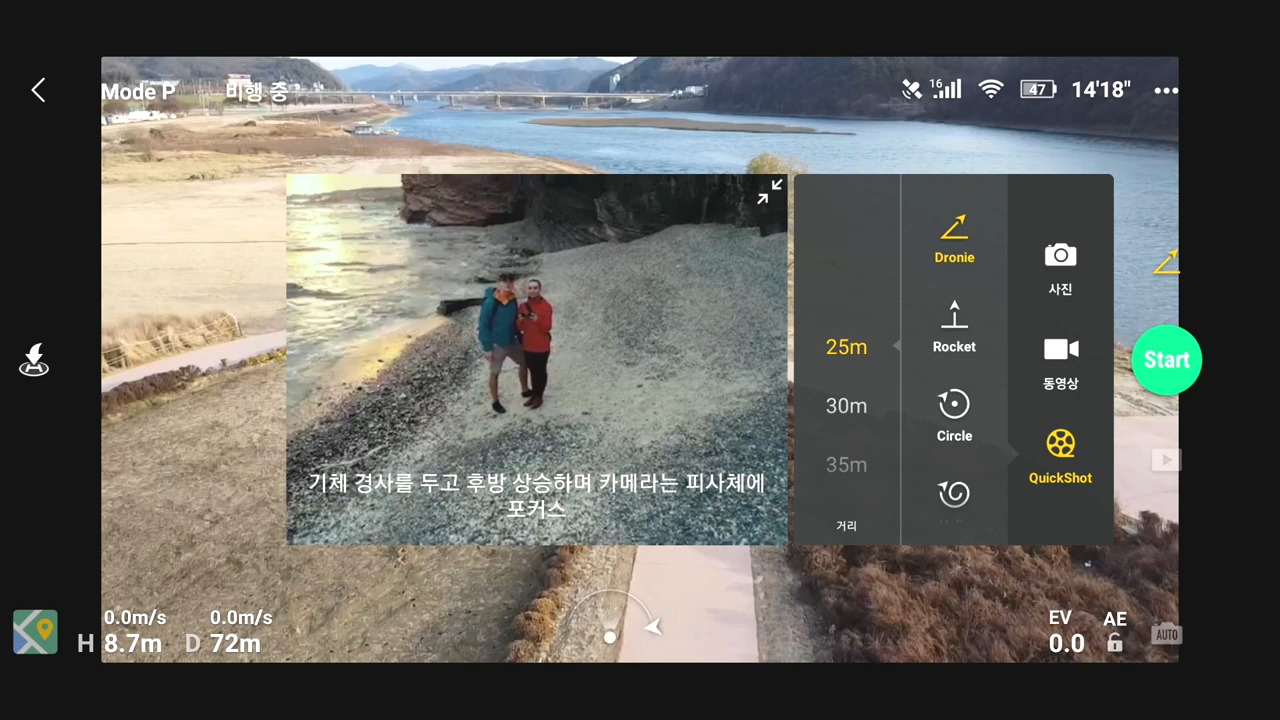 Mode P 비행 중 16 47 14'18"
Dronie
사진
Rocket
25m
동영상
30m
Start
Circle
35m
QuickShot
기체 경사를 두고 후방 상승하며 카메라는 피사체에
포커스
거리
0.0m/s 0.0m/s
H 8.7m D 72m
EV AE
0.0 AUTO